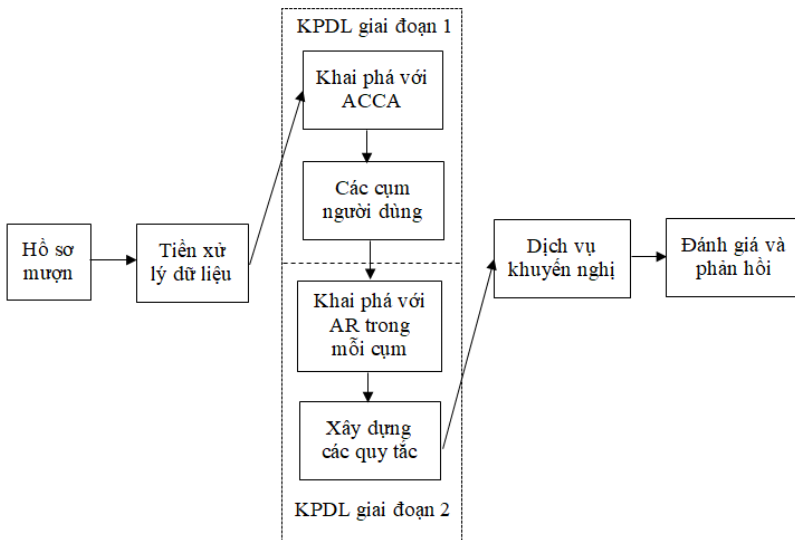 KPDL giai đoạn 1
Khai phá với
ACCA
Các cụm
người dùng
Hồ sơ
mượn
Tiền xử
lý dữ liệu
Khai phá với
AR trong
mỗi cụm
Xây dựng
các quy tắc
KPDL giai đoạn 2
Dịch vụ
khuyến nghị
Đánh giá và
phản hồi